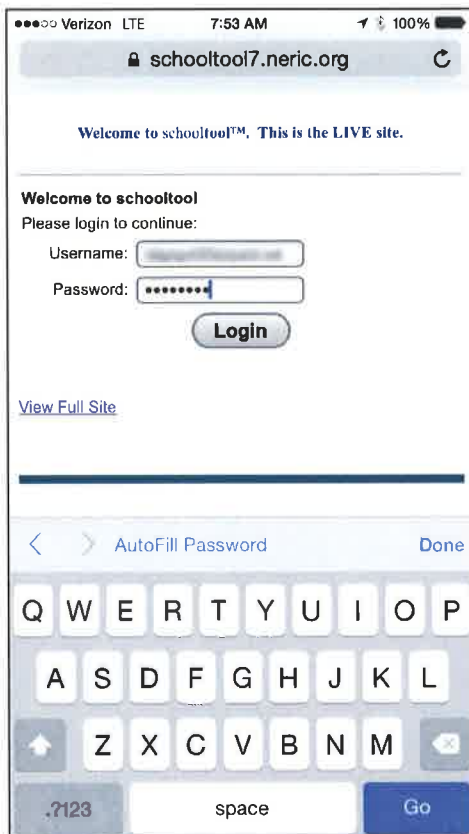 Verizon LTE 7:53 AM 100%
schooltool7.neric.org
Welcome to schooltool™. This is the LIVE site.
Welcome to schooltool
Please login to continue:
Username:
Password: ••••••••
Login
View Full Site
AutoFill Password Done
Q W E R T Y U I O P
A S D F G H J K L
Z X C V B N M
.?123 space Go